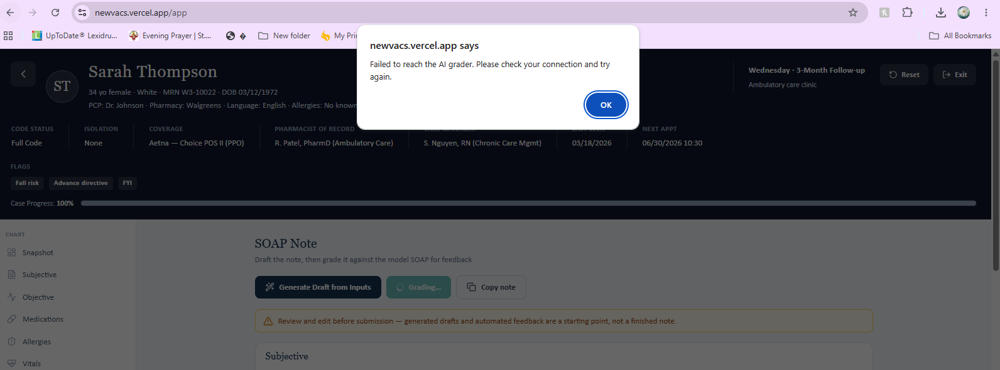 newvacs.vercel.app/app
UpToDate® Lexidru...
Evening Prayer | St....
New folder
My Prin
All Bookmarks
newvacs.vercel.app says
Failed to reach the AI grader. Please check your connection and try
again.
OK
ST
Sarah Thompson
34 yo female · White · MRN W3-10022 · DOB 03/12/1972
PCP: Dr. Johnson · Pharmacy: Walgreens · Language: English · Allergies: No known
Wednesday · 3-Month Follow-up
Ambulatory care clinic
Reset
Exit
CODE STATUS
Full Code
ISOLATION
None
COVERAGE
Aetna — Choice POS II (PPO)
PHARMACIST OF RECORD
R. Patel, PharmD (Ambulatory Care)
CARE MANAGER
S. Nguyen, RN (Chronic Care Mgmt)
LAST SEEN
03/18/2026
NEXT APPT
06/30/2026 10:30
FLAGS
Fall risk
Advance directive
FYI
Case Progress: 100%
CHART
Snapshot
Subjective
Objective
Medications
Allergies
Vitals
SOAP Note
Draft the note, then grade it against the model SOAP for feedback
Generate Draft from Inputs
Grading...
Copy note
Review and edit before submission — generated drafts and automated feedback are a starting point, not a finished note.
Subjective